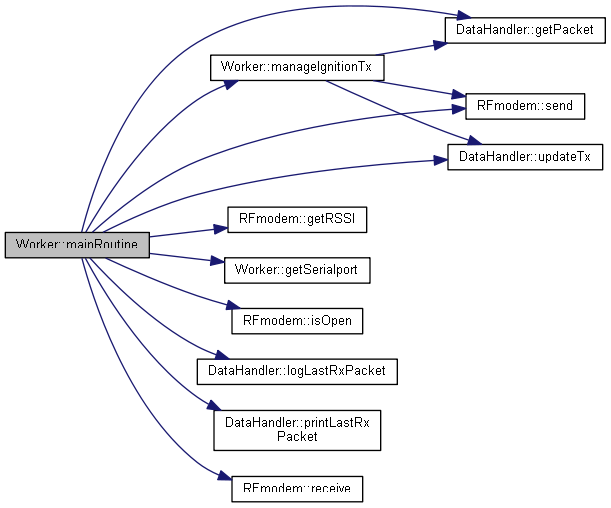 DataHandler::getPacket
Worker::manageIgnitionTx
RFmodem::send
DataHandler::updateTx
RFmodem::getRSSI
Worker::mainRoutine
Worker::getSerialport
RFmodem::isOpen
DataHandler::logLastRxPacket
DataHandler::printLastRx
Packet
RFmodem::receive